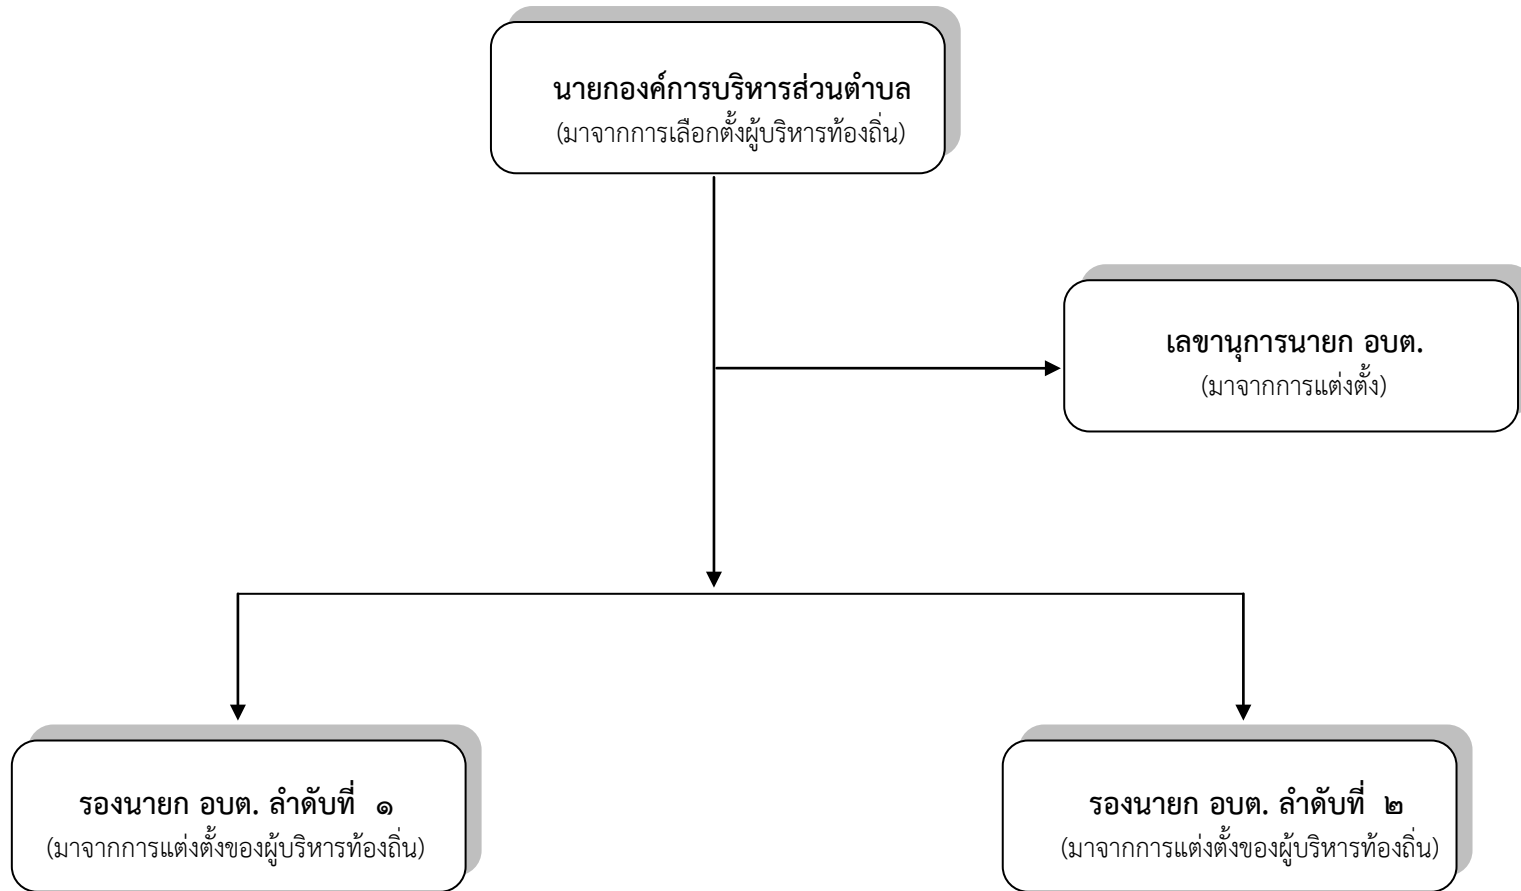 นายกองค์การบริหารส่วนตำบล
(มาจากการเลือกตั้งผู้บริหารท้องถิ่น)
เลขานุการนายก อบต.
(มาจากการแต่งตั้ง)
รองนายก อบต. ลำดับที่ ๑
(มาจากการแต่งตั้งของผู้บริหารท้องถิ่น)
รองนายก อบต. ลำดับที่ ๒
(มาจากการแต่งตั้งของผู้บริหารท้องถิ่น)